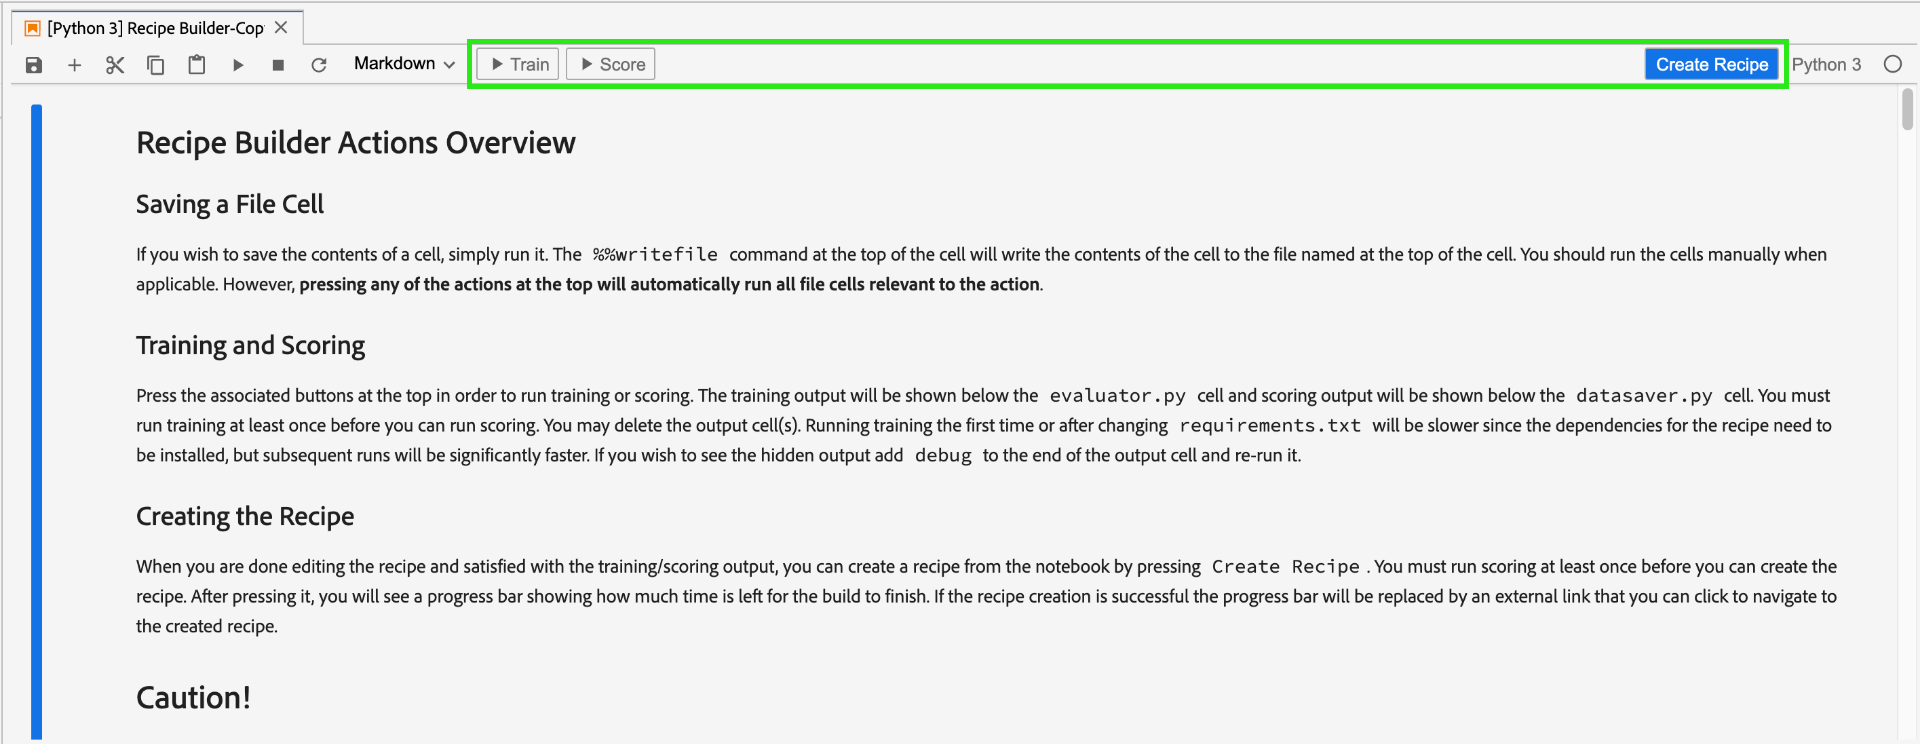 [Python 3] Recipe Builder-Cop
Markdown Train Score Create Recipe Python 3
Recipe Builder Actions Overview
Saving a File Cell
If you wish to save the contents of a cell, simply run it. The %%writefile command at the top of the cell will write the contents of the cell to the file named at the top of the cell. You should run the cells manually when
applicable. However, pressing any of the actions at the top will automatically run all file cells relevant to the action.
Training and Scoring
Press the associated buttons at the top in order to run training or scoring. The training output will be shown below the evaluator.py cell and scoring output will be shown below the datasaver.py cell. You must
run training at least once before you can run scoring. You may delete the output cell(s). Running training the first time or after changing requirements.txt will be slower since the dependencies for the recipe need to
be installed, but subsequent runs will be significantly faster. If you wish to see the hidden output add debug to the end of the output cell and re-run it.
Creating the Recipe
When you are done editing the recipe and satisfied with the training/scoring output, you can create a recipe from the notebook by pressing Create Recipe . You must run scoring at least once before you can create the
recipe. After pressing it, you will see a progress bar showing how much time is left for the build to finish. If the recipe creation is successful the progress bar will be replaced by an external link that you can click to navigate to
the created recipe.
Caution!